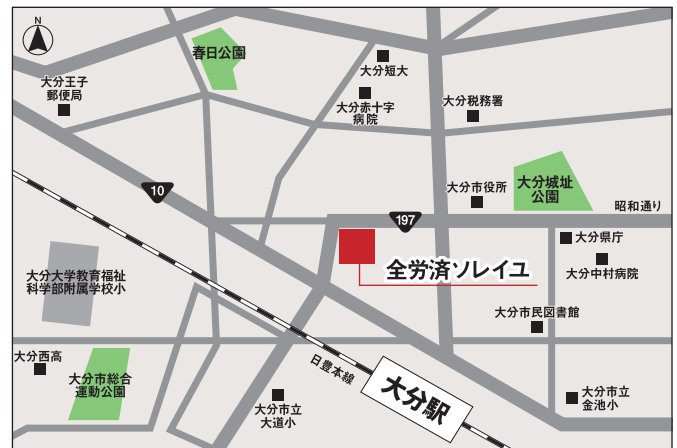 N
春日公園
大分短大
大分王子
郵便局
大分赤十字
病院
大分税務署
10
大分市役所
大分城址
公園
197
昭和通り
大分県庁
大分中村病院
全労済ソレイユ
大分大学教育福祉
科学部附属学校小
大分市民図書館
大分西高
大分市総合
運動公園
日豊本線
大分駅
大分市立
大道小
大分市立
金池小